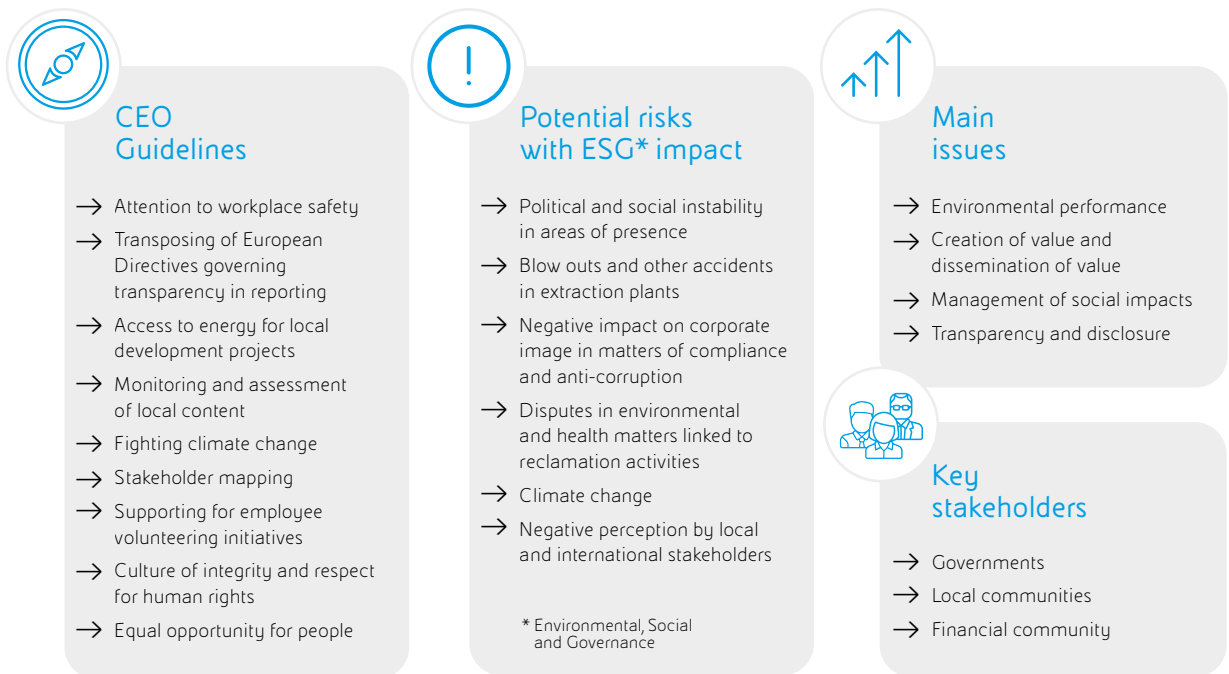 CEO
Guidelines
→ Attention to workplace safety
→ Transposing of European
Directives governing
transparency in reporting
→ Access to energy for local
development projects
→ Monitoring and assessment
of local content
→ Fighting climate change
→ Stakeholder mapping
→ Supporting for employee
volunteering initiatives
→ Culture of integrity and respect
for human rights
→ Equal opportunity for people
!
Potential risks
with ESG* impact
→ Political and social instability
in areas of presence
→ Blow outs and other accidents
in extraction plants
→ Negative impact on corporate
image in matters of compliance
and anti-corruption
→ Disputes in environmental
and health matters linked to
reclamation activities
→ Climate change
→ Negative perception by local
and international stakeholders
* Environmental, Social
and Governance
Main
issues
→ Environmental performance
→ Creation of value and
dissemination of value
→ Management of social impacts
→ Transparency and disclosure
Key
stakeholders
→ Governments
→ Local communities
→ Financial community